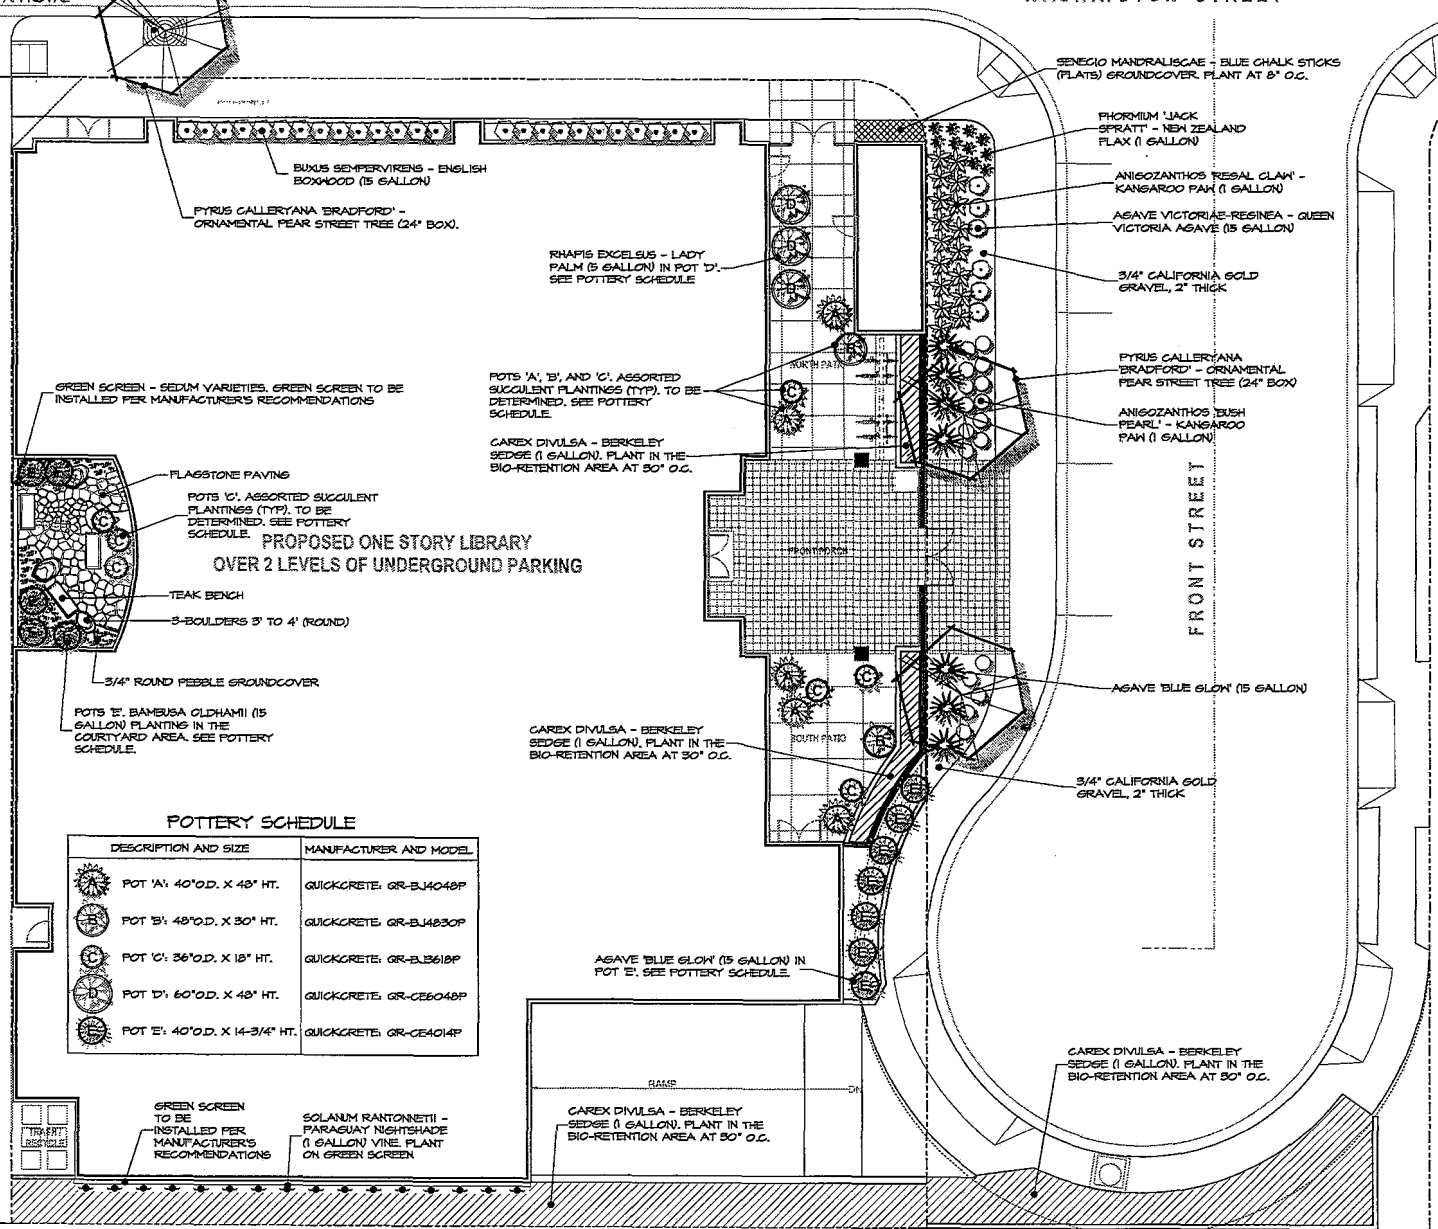 SENECIO MANDRALISCAE - BLUE CHALK STICKS
(FLATS) GROUNDCOVER. PLANT AT 8" O.C.
PHORMIUM 'JACK
SPRATT' - NEW ZEALAND
FLAX (1 GALLON)
BUXUS SEMPERVIRENS - ENGLISH
BOXWOOD (15 GALLON)
ANIGOZANTHOS 'REGAL CLAW' -
KANGAROO PAW (1 GALLON)
PYRUS CALLERYANA 'BRADFORD' -
ORNAMENTAL PEAR STREET TREE (24" BOX).
AGAVE VICTORIAE-REGINEA - QUEEN
VICTORIA AGAVE (15 GALLON)
RHAPIS EXCELSUS - LADY
PALM (5 GALLON) IN POT 'D'.
SEE POTTERY SCHEDULE
D
D
D
3/4" CALIFORNIA GOLD
GRAVEL, 2" THICK
A
B
NORTH PATIO
C
A
PYRUS CALLERYANA
'BRADFORD' - ORNAMENTAL
PEAR STREET TREE (24" BOX)
GREEN SCREEN - SEDUM VARIETIES. GREEN SCREEN TO BE
INSTALLED PER MANUFACTURER'S RECOMMENDATIONS
POTS 'A', 'B', AND 'C'. ASSORTED
SUCCULENT PLANTINGS (TYP). TO BE
DETERMINED. SEE POTTERY
SCHEDULE.
ANIGOZANTHOS 'BUSH
PEARL' - KANGAROO
PAW (1 GALLON)
CAREX DIVULSA - BERKELEY
SEDGE (1 GALLON). PLANT IN THE
BIO-RETENTION AREA AT 30" O.C.
FLAGSTONE PAVING
POTS 'C'. ASSORTED SUCCULENT
PLANTINGS (TYP). TO BE
DETERMINED. SEE POTTERY
SCHEDULE.
C
C
C
PROPOSED ONE STORY LIBRARY
OVER 2 LEVELS OF UNDERGROUND PARKING
FRONT PORCH
FRONT STREET
TEAK BENCH
3-BOULDERS 3' TO 4' (ROUND)
3/4" ROUND PEBBLE GROUNDCOVER
AGAVE 'BLUE GLOW' (15 GALLON)
POTS 'E'. BAMBUSA OLDHAMII (15
GALLON) PLANTING IN THE
COURTYARD AREA. SEE POTTERY
SCHEDULE.
A
C
C
A
B
SOUTH PATIO
C
A
CAREX DIVULSA - BERKELEY
SEDGE (1 GALLON). PLANT IN THE
BIO-RETENTION AREA AT 30" O.C.
3/4" CALIFORNIA GOLD
GRAVEL, 2" THICK
E
E
E
E
E
E
E
POTTERY SCHEDULE
DESCRIPTION AND SIZE MANUFACTURER AND MODEL
A POT 'A': 40"O.D. X 48" HT. QUICKCRETE: QR-BJ4048P
B POT 'B': 48"O.D. X 30" HT. QUICKCRETE: QR-BJ4830P
C POT 'C': 36"O.D. X 18" HT. QUICKCRETE: QR-BJ3618P
D POT 'D': 60"O.D. X 48" HT. QUICKCRETE: QR-CE6048P
E POT 'E': 40"O.D. X 14-3/4" HT. QUICKCRETE: QR-CE4014P
AGAVE 'BLUE GLOW' (15 GALLON) IN
POT 'E'. SEE POTTERY SCHEDULE.
RAMP
DN
CAREX DIVULSA - BERKELEY
SEDGE (1 GALLON). PLANT IN THE
BIO-RETENTION AREA AT 30" O.C.
TRASH/
RECYCLE
GREEN SCREEN
TO BE
INSTALLED PER
MANUFACTURER'S
RECOMMENDATIONS
SOLANUM RANTONNETII -
PARAGUAY NIGHTSHADE
(1 GALLON) VINE. PLANT
ON GREEN SCREEN
CAREX DIVULSA - BERKELEY
SEDGE (1 GALLON). PLANT IN THE
BIO-RETENTION AREA AT 30" O.C.